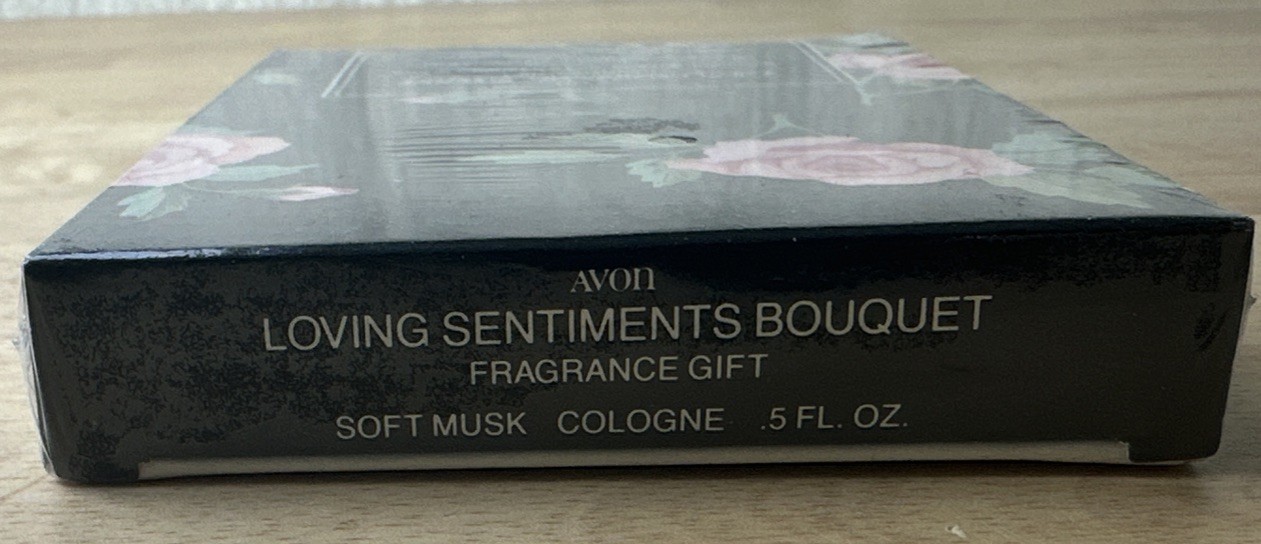 AVON
LOVING SENTIMENTS BOUQUET
FRAGRANCE GIFT
SOFT MUSK COLOGNE .5 FL. OZ.